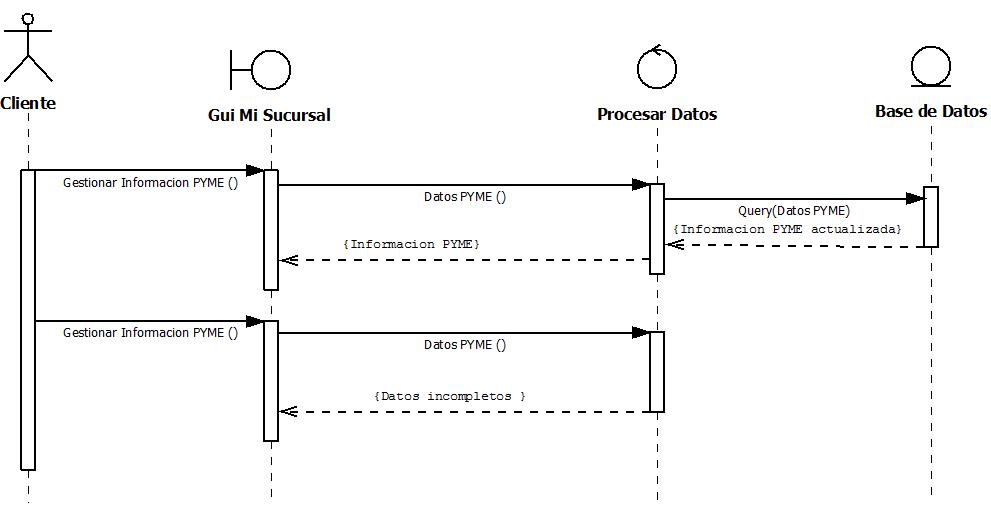 Cliente
Gui Mi Sucursal
Procesar Datos
Base de Datos
Gestionar Informacion PYME ()
Datos PYME ()
Query(Datos PYME)
{Informacion PYME actualizada}
{Informacion PYME}
Gestionar Informacion PYME ()
Datos PYME ()
{Datos incompletos }